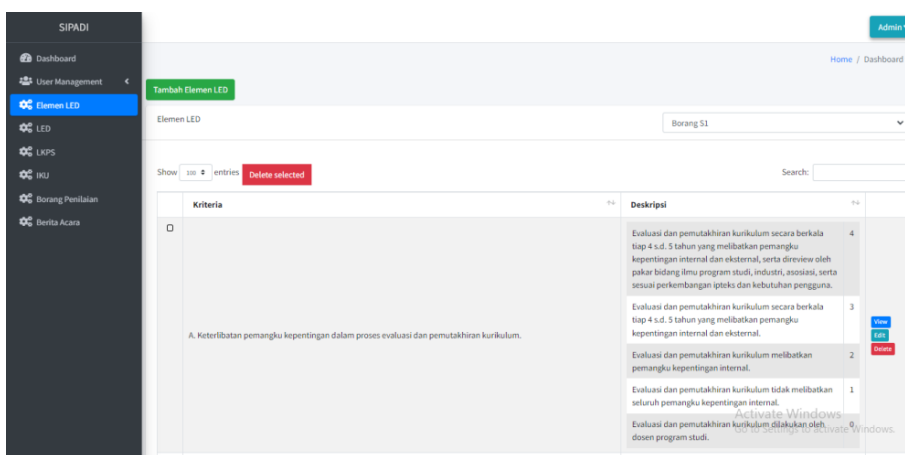 SIPADI
Admin
Dashboard
Home / Dashboard
User Management
Tambah Elemen LED
Elemen LED
Elemen LED
Borang S1
LED
LKPS
IKU
Show 100 entries Delete selected
Search:
Borang Penilaian
Kriteria
Deskripsi
Berita Acara
Evaluasi dan pemutakhiran kurikulum secara berkala 4
tiap 4 s.d. 5 tahun yang melibatkan pemangku
kepentingan internal dan eksternal, serta direview oleh
pakar bidang ilmu program studi, industri, asosiasi, serta
sesuai perkembangan ipteks dan kebutuhan pengguna.
Evaluasi dan pemutakhiran kurikulum secara berkala 3
tiap 4 s.d. 5 tahun yang melibatkan pemangku
kepentingan internal dan eksternal.
View
A. Keterlibatan pemangku kepentingan dalam proses evaluasi dan pemutakhiran kurikulum.
Edit
Delete
Evaluasi dan pemutakhiran kurikulum melibatkan 2
pemangku kepentingan internal.
Evaluasi dan pemutakhiran kurikulum tidak melibatkan 1
seluruh pemangku kepentingan internal.
Activate Windows
Evaluasi dan pemutakhiran kurikulum dilakukan oleh 0
dosen program studi.
Go to Settings to activate Windows.